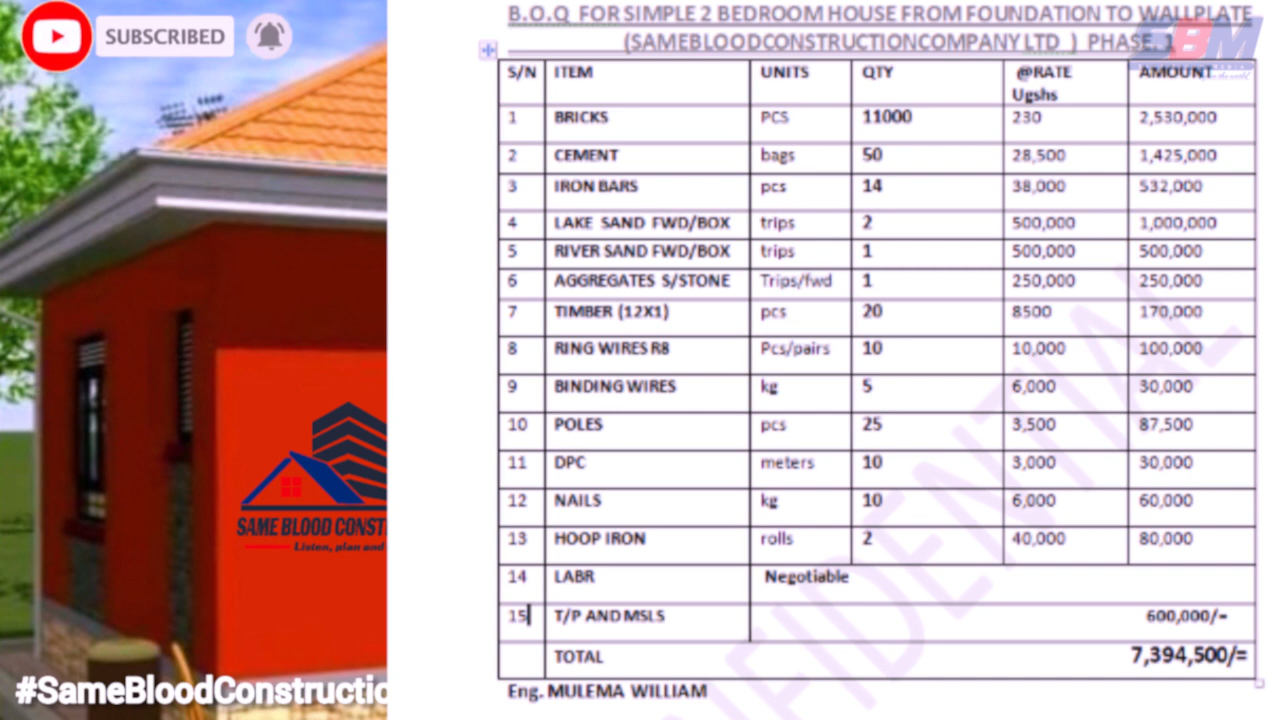 SUBSCRIBED
SAME BLOOD CONST
Listen, plan and
#SameBloodConstructio
SBM
B.O.Q FOR SIMPLE 2 BEDROOM HOUSE FROM FOUNDATION TO WALLPLATE
(SAMEBLOODCONSTRUCTIONCOMPANY LTD ) PHASE. 1
S/N ITEM UNITS QTY @RATE Ugshs AMOUNT
1 BRICKS PCS 11000 230 2,530,000
2 CEMENT bags 50 28,500 1,425,000
3 IRON BARS pcs 14 38,000 532,000
4 LAKE SAND FWD/BOX trips 2 500,000 1,000,000
5 RIVER SAND FWD/BOX trips 1 500,000 500,000
6 AGGREGATES S/STONE Trips/fwd 1 250,000 250,000
7 TIMBER (12X1) pcs 20 8500 170,000
8 RING WIRES R8 Pcs/pairs 10 10,000 100,000
9 BINDING WIRES kg 5 6,000 30,000
10 POLES pcs 25 3,500 87,500
11 DPC meters 10 3,000 30,000
12 NAILS kg 10 6,000 60,000
13 HOOP IRON rolls 2 40,000 80,000
14 LABR Negotiable
15 T/P AND MSLS 600,000/=
TOTAL 7,394,500/=
Eng. MULEMA WILLIAM